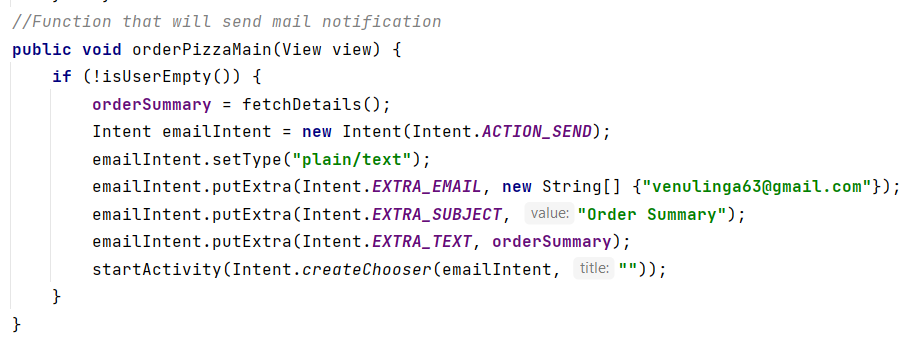 //Function that will send mail notification
public void orderPizzaMain(View view) {
if (!isUserEmpty()) {
orderSummary = fetchDetails();
Intent emailIntent = new Intent(Intent.ACTION_SEND);
emailIntent.setType("plain/text");
emailIntent.putExtra(Intent.EXTRA_EMAIL, new String[] {"venulinga63@gmail.com"});
emailIntent.putExtra(Intent.EXTRA_SUBJECT, value: "Order Summary");
emailIntent.putExtra(Intent.EXTRA_TEXT, orderSummary);
startActivity(Intent.createChooser(emailIntent, title: ""));
}
}